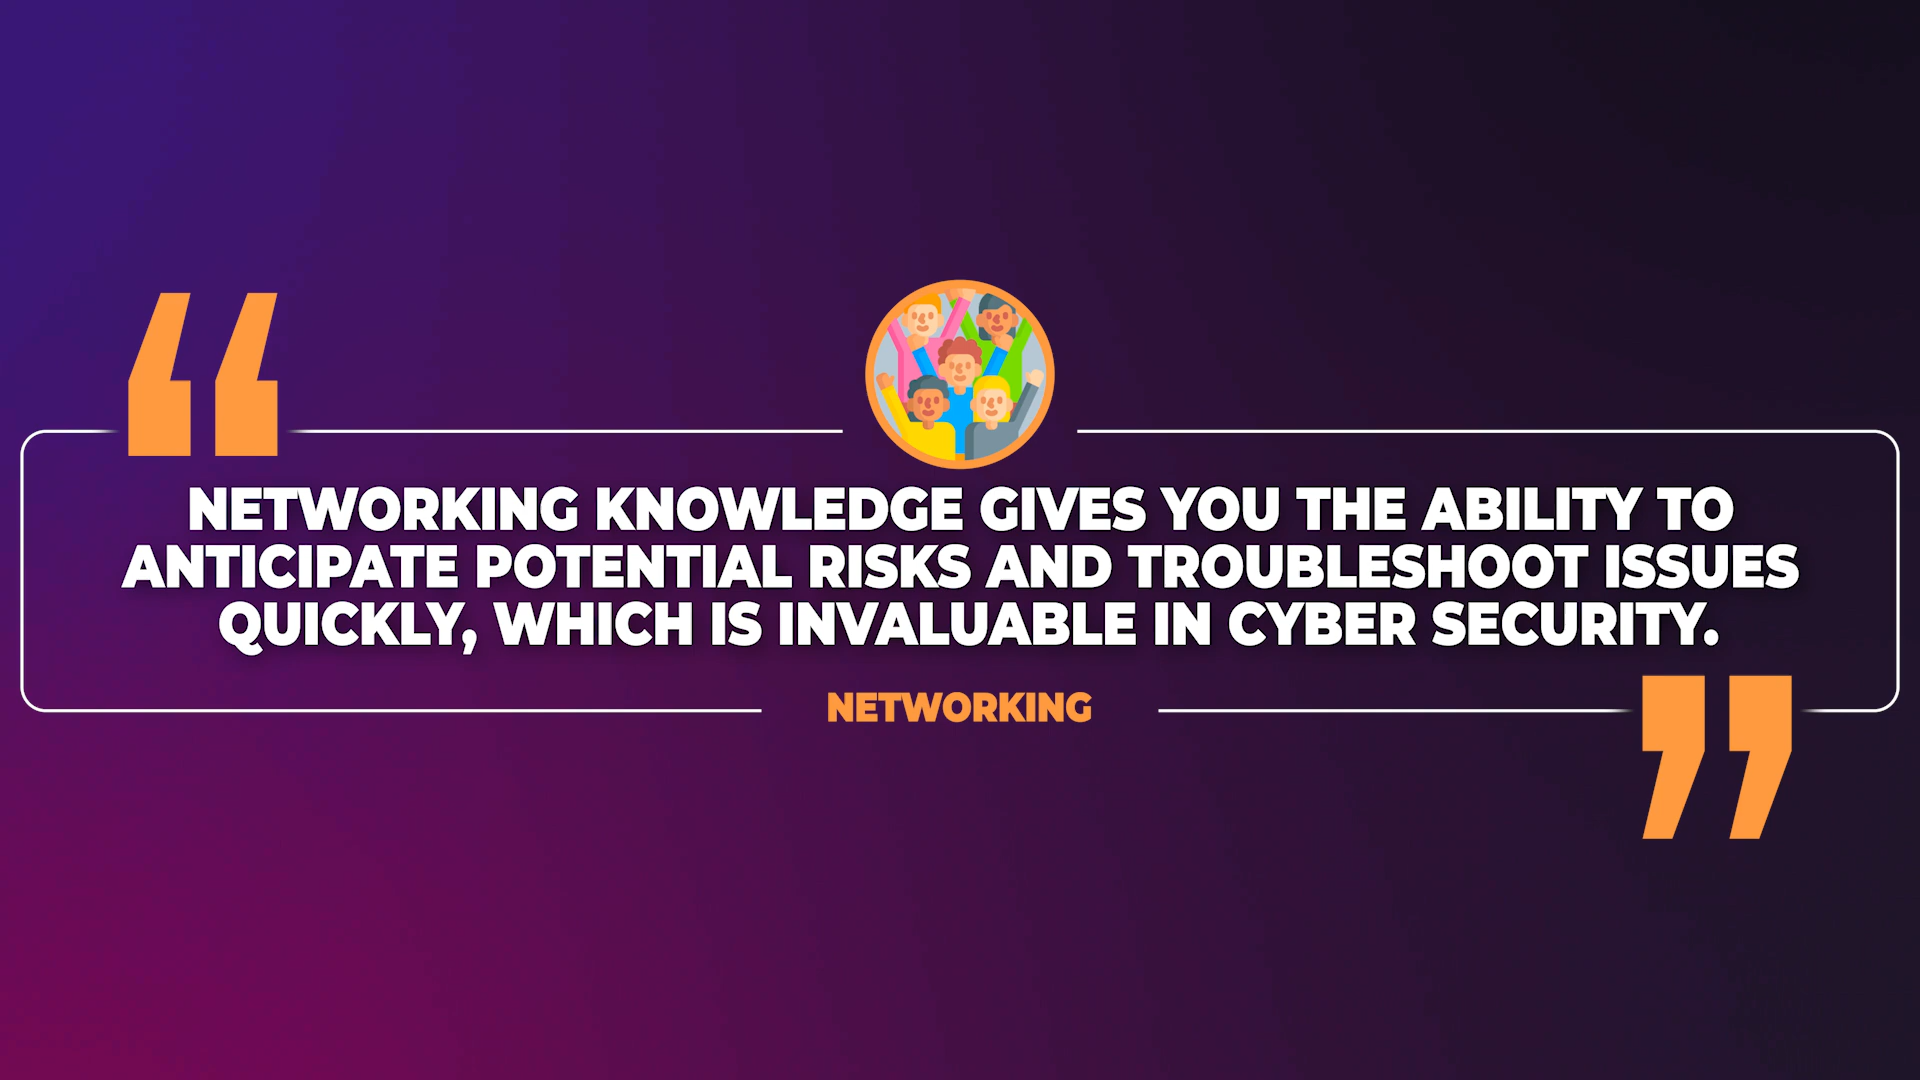 NETWORKING KNOWLEDGE GIVES YOU THE ABILITY TO
ANTICIPATE POTENTIAL RISKS AND TROUBLESHOOT ISSUES
QUICKLY, WHICH IS INVALUABLE IN CYBER SECURITY.
NETWORKING